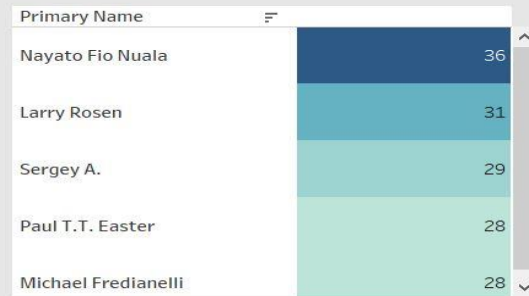 Primary Name
Nayato Fio Nuala 36
Larry Rosen 31
Sergey A. 29
Paul T.T. Easter 28
Michael Fredianelli 28